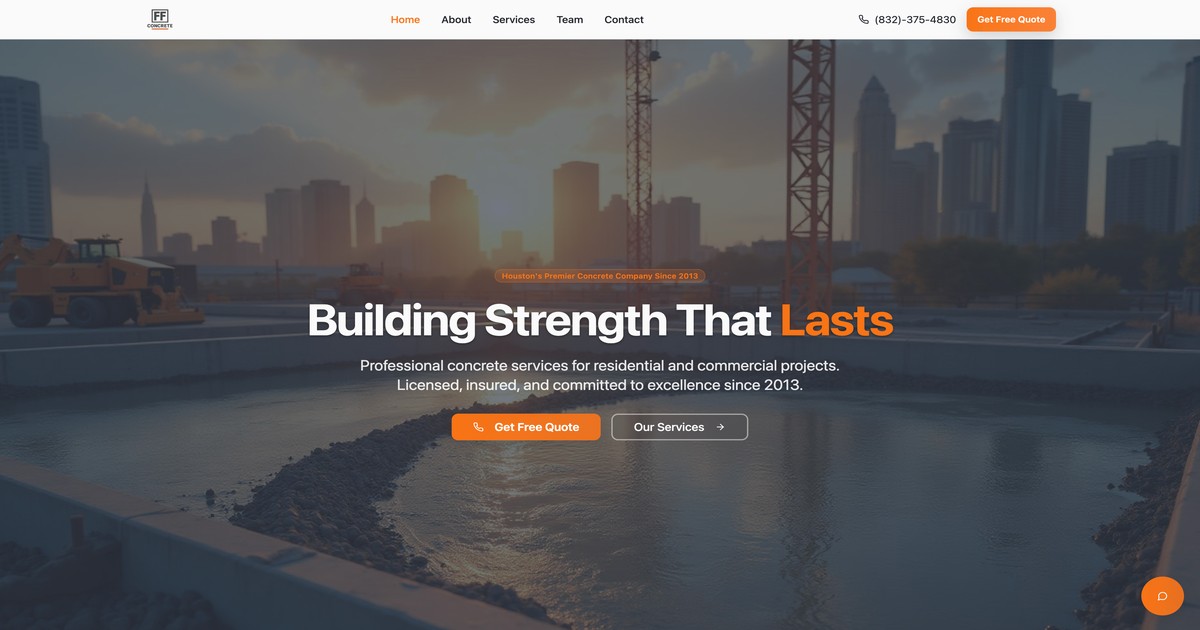 FF
CONCRETE
Home
About
Services
Team
Contact
(832)-375-4830
Get Free Quote
Houston's Premier Concrete Company Since 2013
Building Strength That Lasts
Professional concrete services for residential and commercial projects.
Licensed, insured, and committed to excellence since 2013.
Get Free Quote
Our Services